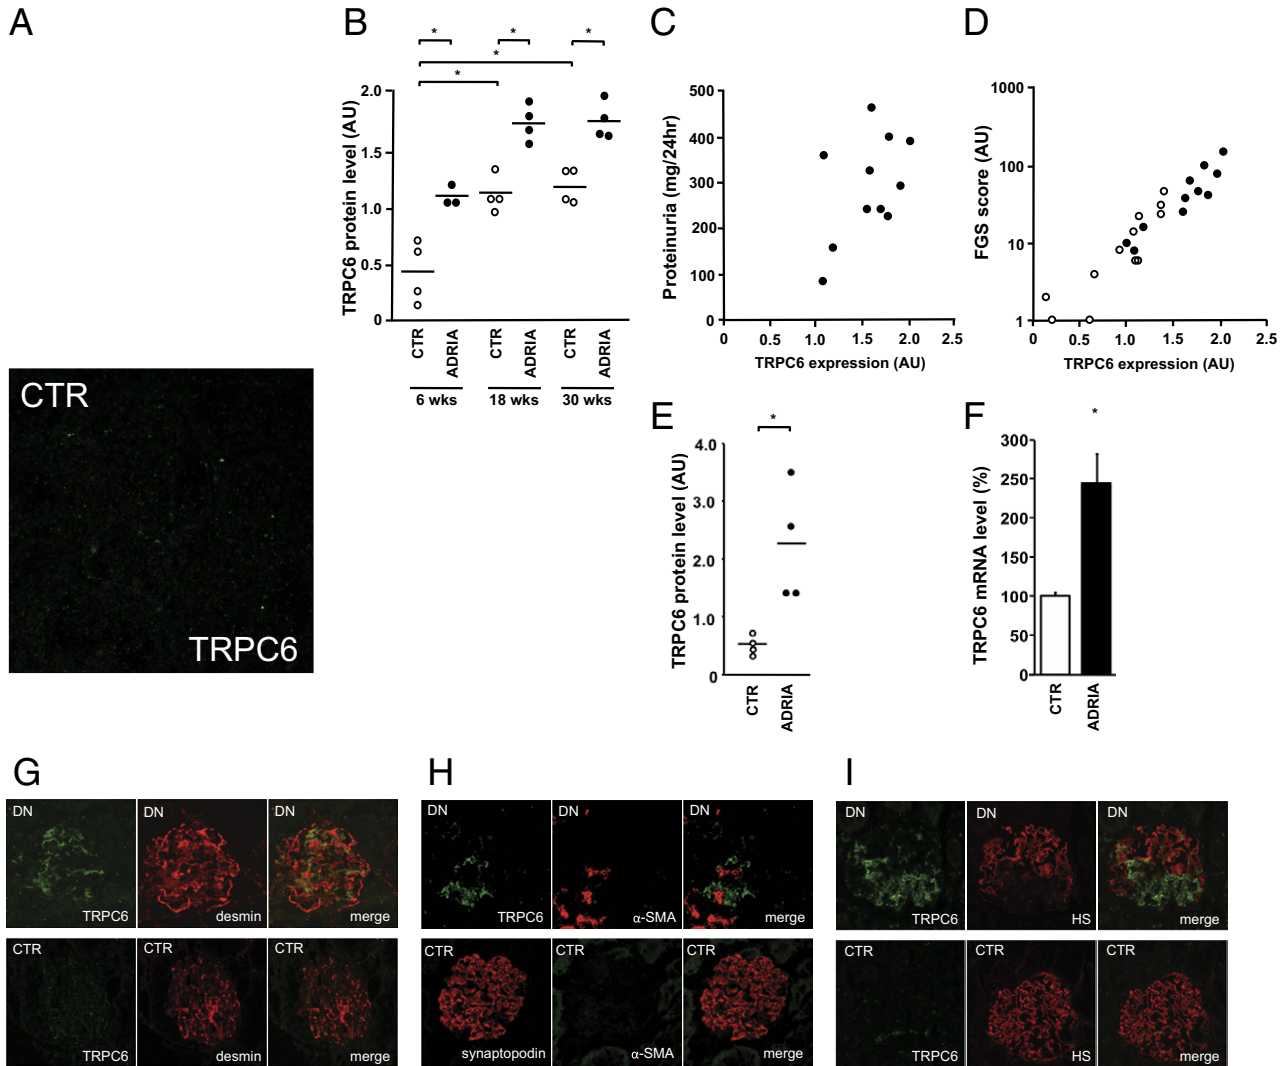 A
CTR
TRPC6
B
* * *
*
*
TRPC6 protein level (AU)
2.0
1.5
1.0
0.5
0
CTR ADRIA CTR ADRIA CTR ADRIA
6 wks 18 wks 30 wks
C
Proteinuria (mg/24hr)
500
400
300
200
100
0
0 0.5 1.0 1.5 2.0 2.5
TRPC6 expression (AU)
D
FGS score (AU)
1000
100
10
1
0 0.5 1.0 1.5 2.0 2.5
TRPC6 expression (AU)
E
*
TRPC6 protein level (AU)
4.0
3.0
2.0
1.0
0
CTR ADRIA
F
*
TRPC6 mRNA level (%)
300
250
200
150
100
50
0
CTR ADRIA
G
DN DN DN
TRPC6 desmin merge
CTR CTR CTR
TRPC6 desmin merge
H
DN DN DN
TRPC6 α-SMA merge
CTR CTR CTR
synaptopodin α-SMA merge
I
DN DN DN
TRPC6 HS merge
CTR CTR CTR
TRPC6 HS merge